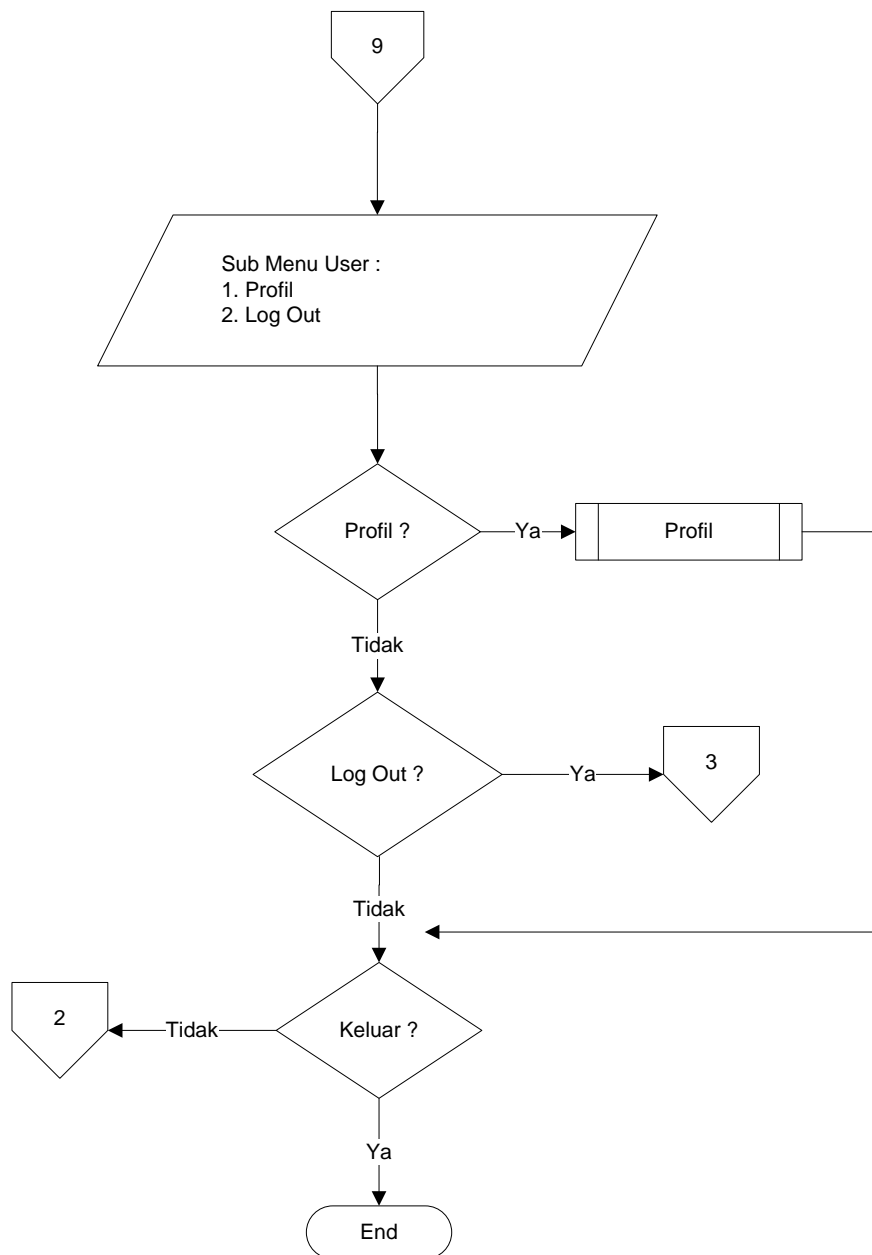 9
Sub Menu User :
1. Profil
2. Log Out
Profil ?
Ya
Profil
Tidak
Log Out ?
Ya
3
Tidak
2
Tidak
Keluar ?
Ya
End